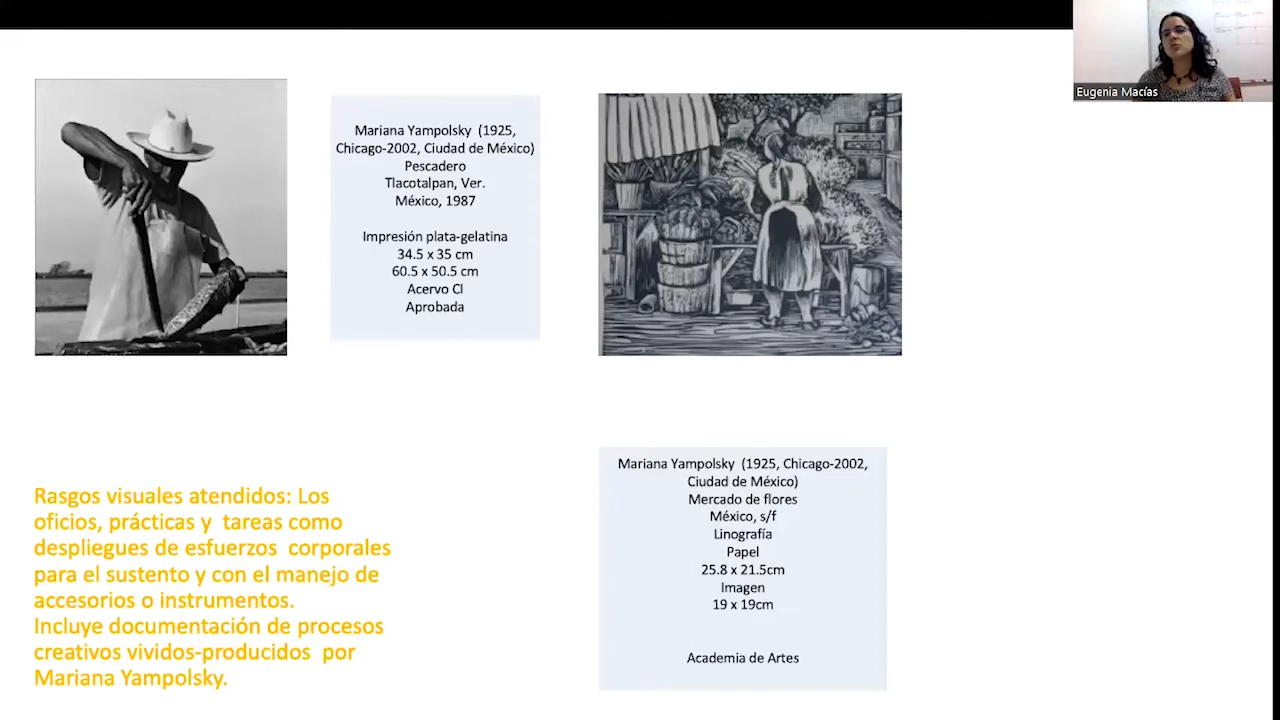 Eugenia Macías
Mariana Yampolsky (1925,
Chicago-2002, Ciudad de México)
Pescadero
Tlacotalpan, Ver.
México, 1987
Impresión plata-gelatina
34.5 x 35 cm
60.5 x 50.5 cm
Acervo CI
Aprobada
Mariana Yampolsky (1925, Chicago-2002,
Ciudad de México)
Mercado de flores
México, s/f
Linografía
Papel
25.8 x 21.5cm
Imagen
19 x 19cm
Academia de Artes
Rasgos visuales atendidos: Los
oficios, prácticas y tareas como
despliegues de esfuerzos corporales
para el sustento y con el manejo de
accesorios o instrumentos.
Incluye documentación de procesos
creativos vividos-producidos por
Mariana Yampolsky.